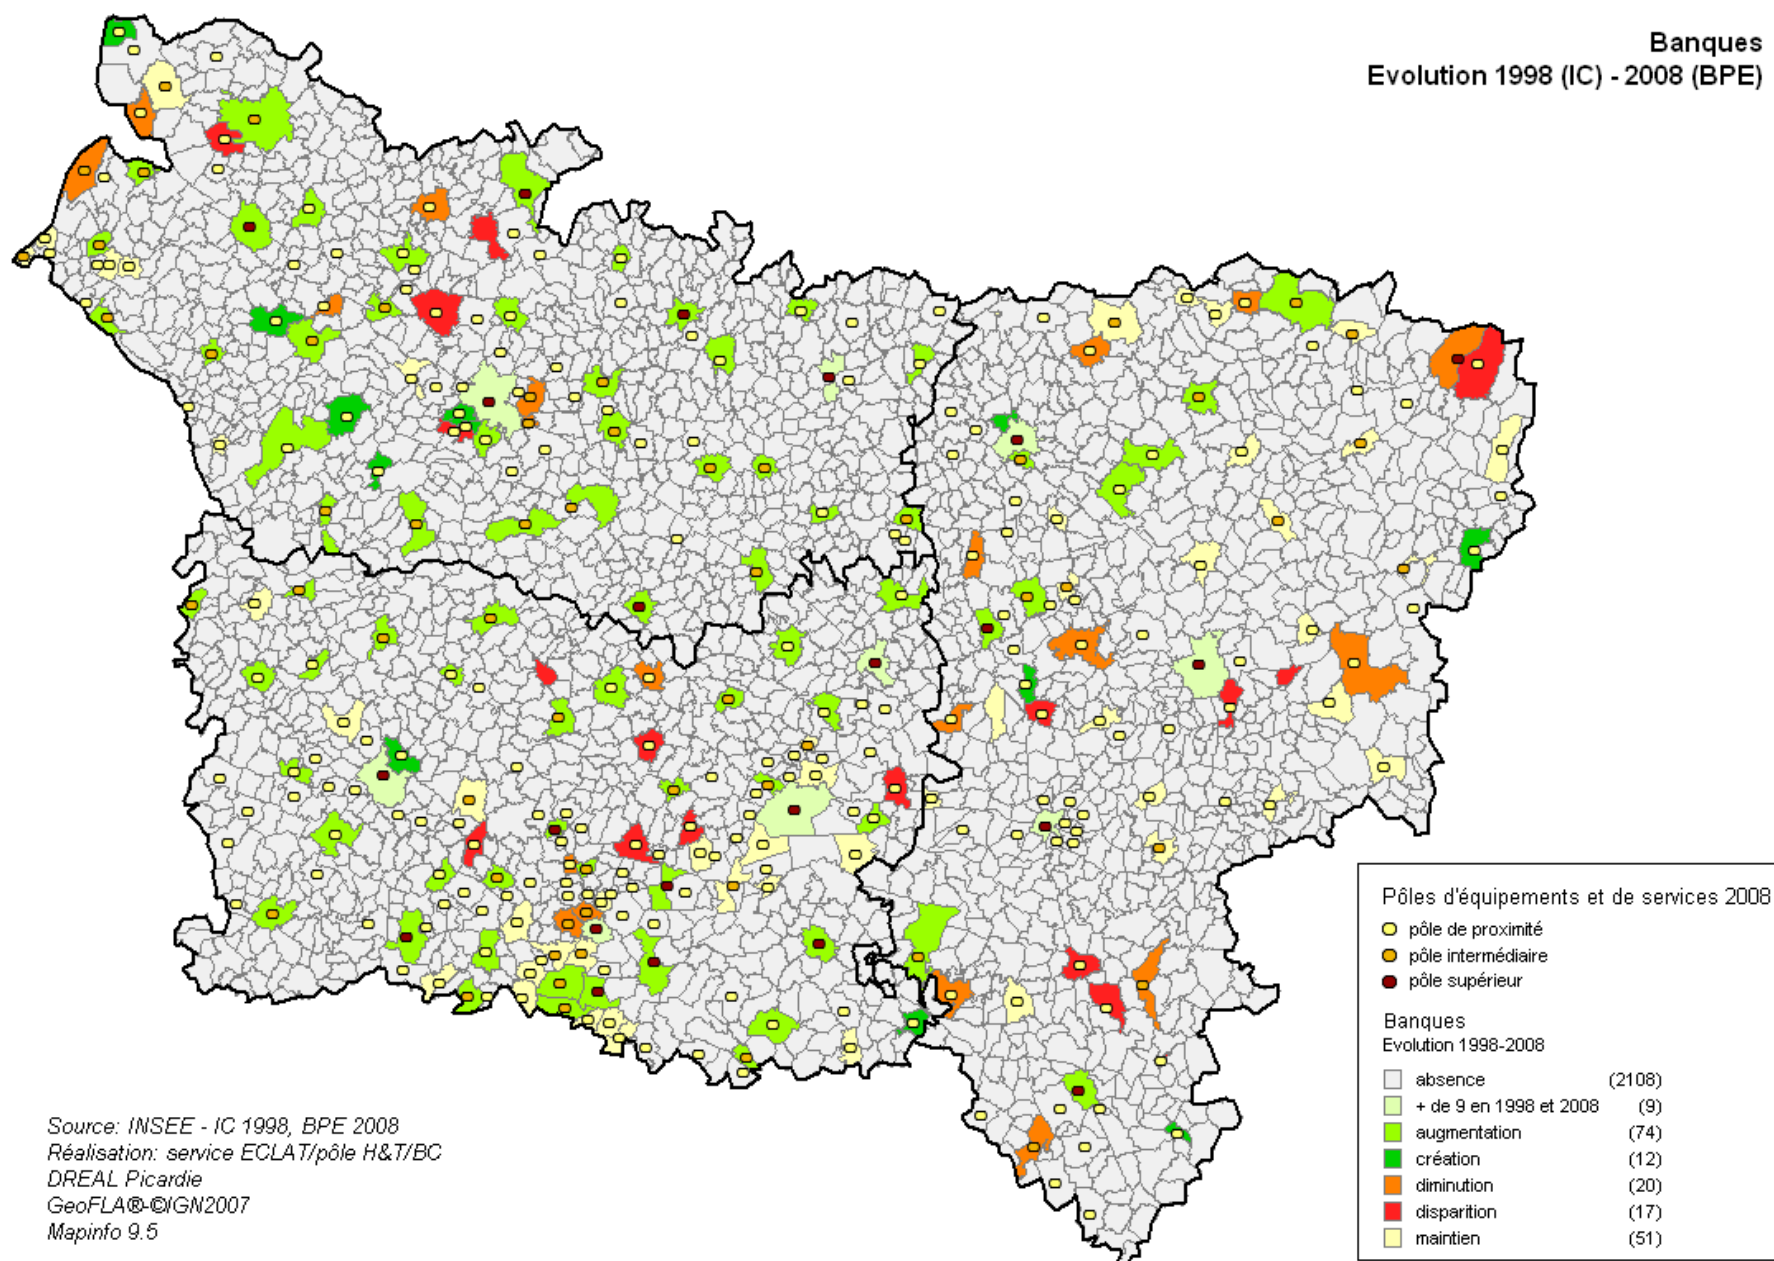 Banques
Evolution 1998 (IC) - 2008 (BPE)
Pôles d'équipements et de services 2008
pôle de proximité
pôle intermédiaire
pôle supérieur
Banques
Evolution 1998-2008
absence (2108)
+ de 9 en 1998 et 2008 (9)
augmentation (74)
création (12)
diminution (20)
disparition (17)
maintien (51)
Source: INSEE - IC 1998, BPE 2008
Réalisation: service ECLAT/pôle H&T/BC
DREAL Picardie
GeoFLA®-©IGN2007
Mapinfo 9.5